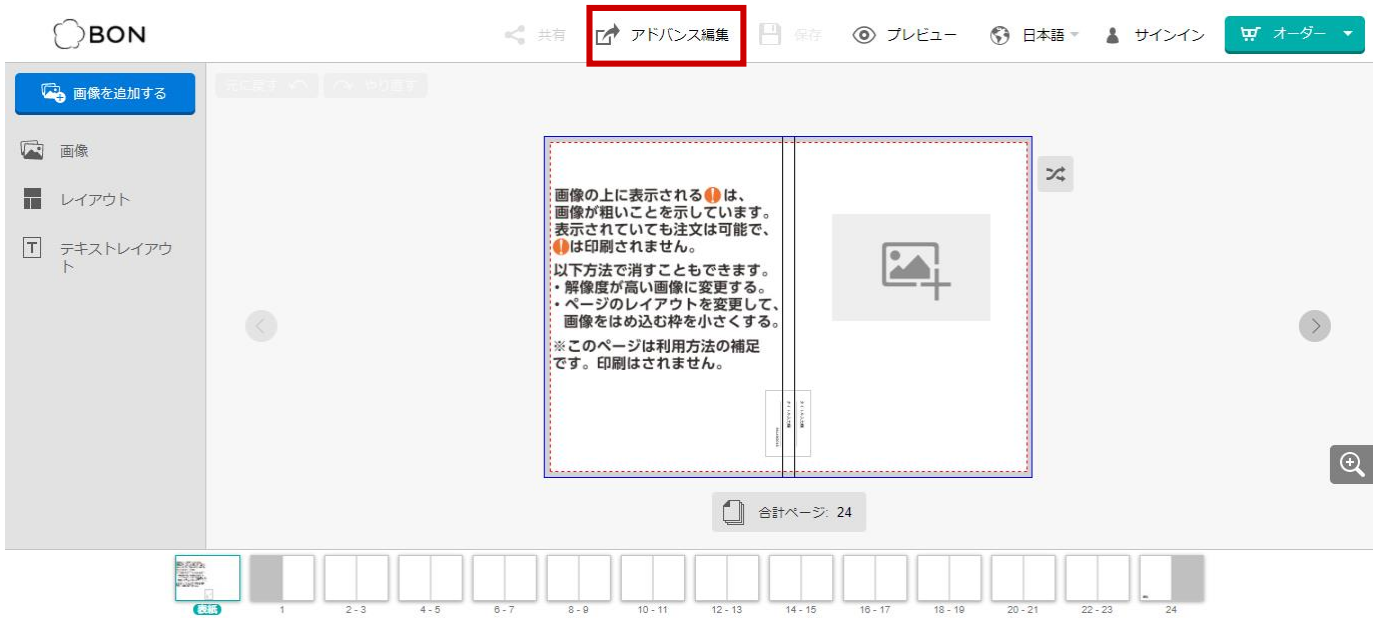 BON
共有
アドバンス編集
保存
プレビュー
日本語
サインイン
オーダー
画像を追加する
元に戻す
やり直す
画像
レイアウト
テキストレイアウ
ト
画像の上に表示される!は、
画像が粗いことを示しています。
表示されていても注文は可能で、
!は印刷されません。
以下方法で消すこともできます。
・解像度が高い画像に変更する。
・ページのレイアウトを変更して、
画像をはめ込む枠を小さくする。
※このページは利用方法の補足
です。印刷はされません。
合計ページ: 24
表紙
1
2 - 3
4 - 5
6 - 7
8 - 9
10 - 11
12 - 13
14 - 15
16 - 17
18 - 19
20 - 21
22 - 23
24